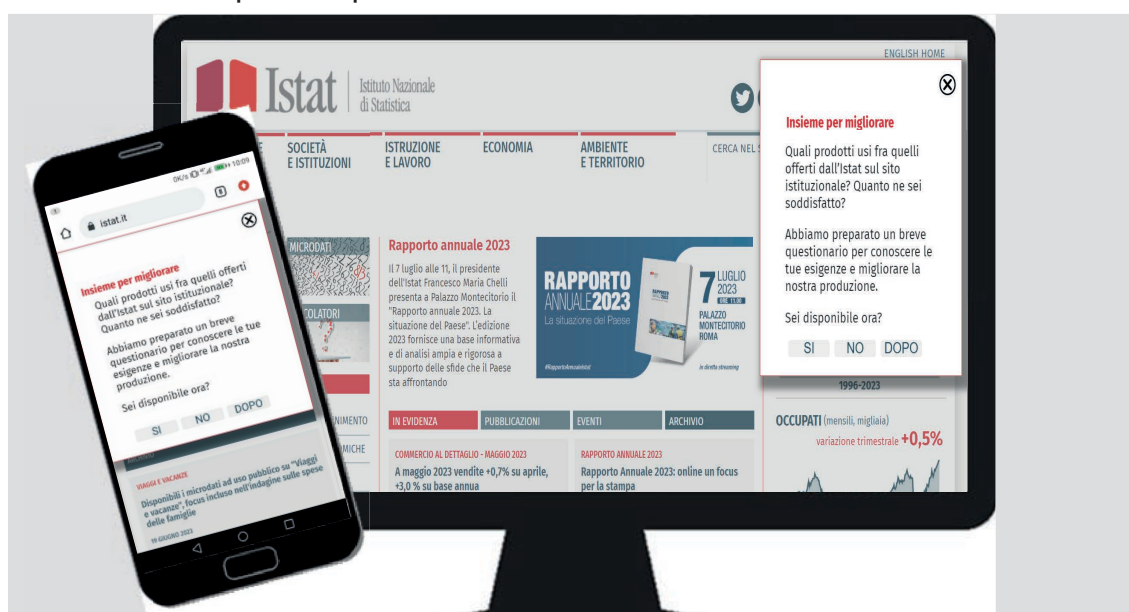 ENGLISH HOME
Istat
Istituto Nazionale
di Statistica
SOCIETÀ
E ISTITUZIONI
ISTRUZIONE
E LAVORO
ECONOMIA
AMBIENTE
E TERRITORIO
CERCA NEL
Insieme per migliorare
Quali prodotti usi fra quelli
offerti dall'Istat sul sito
istituzionale? Quanto ne sei
soddisfatto?
Abbiamo preparato un breve
questionario per conoscere le
tue esigenze e migliorare la
nostra produzione.
Sei disponibile ora?
SI NO DOPO
MICRODATI
Rapporto annuale 2023
Il 7 luglio alle 11, il presidente
dell'Istat Francesco Maria Chelli
presenta a Palazzo Montecitorio il
"Rapporto annuale 2023. La
situazione del Paese". L'edizione
2023 fornisce una base informativa
e di analisi ampia e rigorosa a
supporto delle sfide che il Paese
sta affrontando
RAPPORTO
ANNUALE2023
La situazione del Paese
#RapportoAnnualeIstat
7 LUGLIO
2023
ORE 11.00
PALAZZO
MONTECITORIO
ROMA
in diretta streaming
IN EVIDENZA
PUBBLICAZIONI
EVENTI
ARCHIVIO
COMMERCIO AL DETTAGLIO - MAGGIO 2023
A maggio 2023 vendite +0,7% su aprile,
+3,0 % su base annua
RAPPORTO ANNUALE 2023
Rapporto Annuale 2023: online un focus
per la stampa
1996-2023
OCCUPATI (mensili, migliaia)
variazione trimestrale +0,5%
0K/s
10:09
istat.it
8
Insieme per migliorare
Quali prodotti usi fra quelli offerti
dall'Istat sul sito istituzionale?
Quanto ne sei soddisfatto?
Abbiamo preparato un breve
questionario per conoscere le tue
esigenze e migliorare la nostra
produzione.
Sei disponibile ora?
SI NO DOPO
VIAGGI E VACANZE
Disponibili i microdati ad uso pubblico su "Viaggi
e vacanze", focus incluso nell'indagine sulle spese
delle famiglie
19 GIUGNO 2023